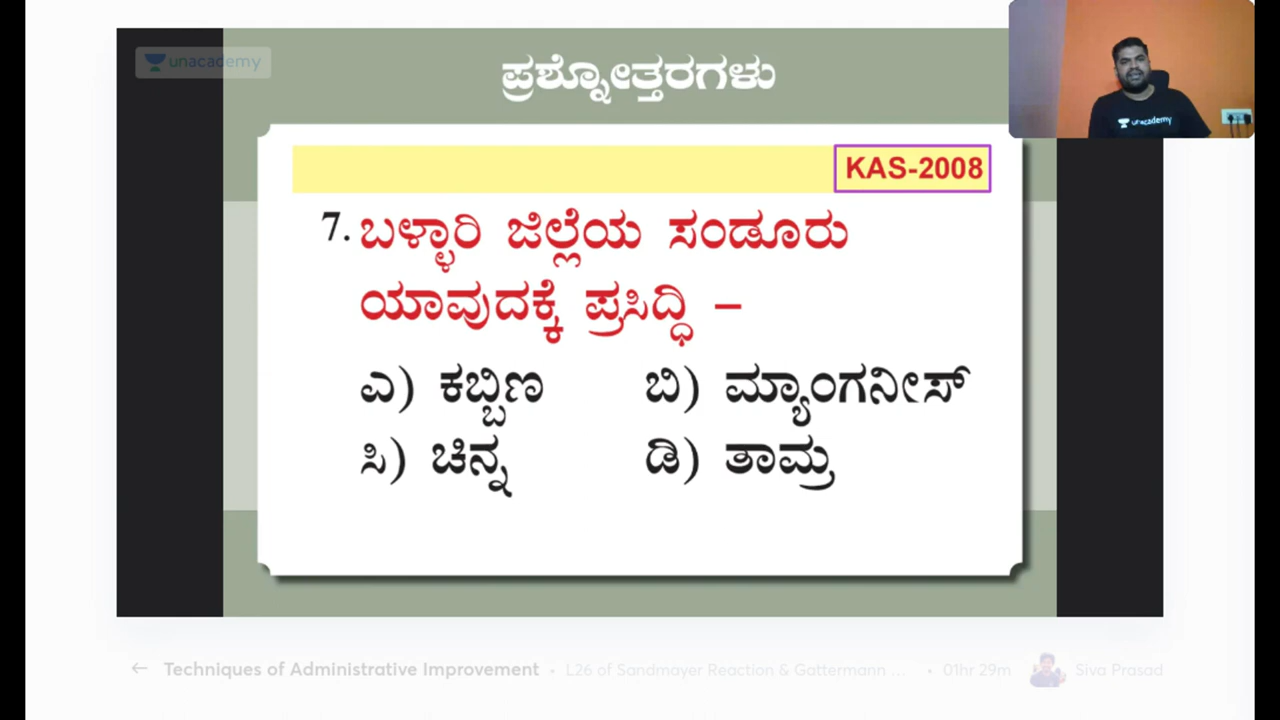 unacademy
ಪ್ರಶ್ನೋತ್ತರಗಳು
unacademy
KAS-2008
7. ಬಳ್ಳಾರಿ ಜಿಲ್ಲೆಯ ಸಂಡೂರು
ಯಾವುದಕ್ಕೆ ಪ್ರಸಿದ್ಧಿ –
ಎ) ಕಬ್ಬಿಣ ಬಿ) ಮ್ಯಾಂಗನೀಸ್
ಸಿ) ಚಿನ್ನ ಡಿ) ತಾಮ್ರ
← Techniques of Administrative Improvement • L26 of Sandmayer Reaction & Gattermann ... • 01hr 29m Siva Prasad